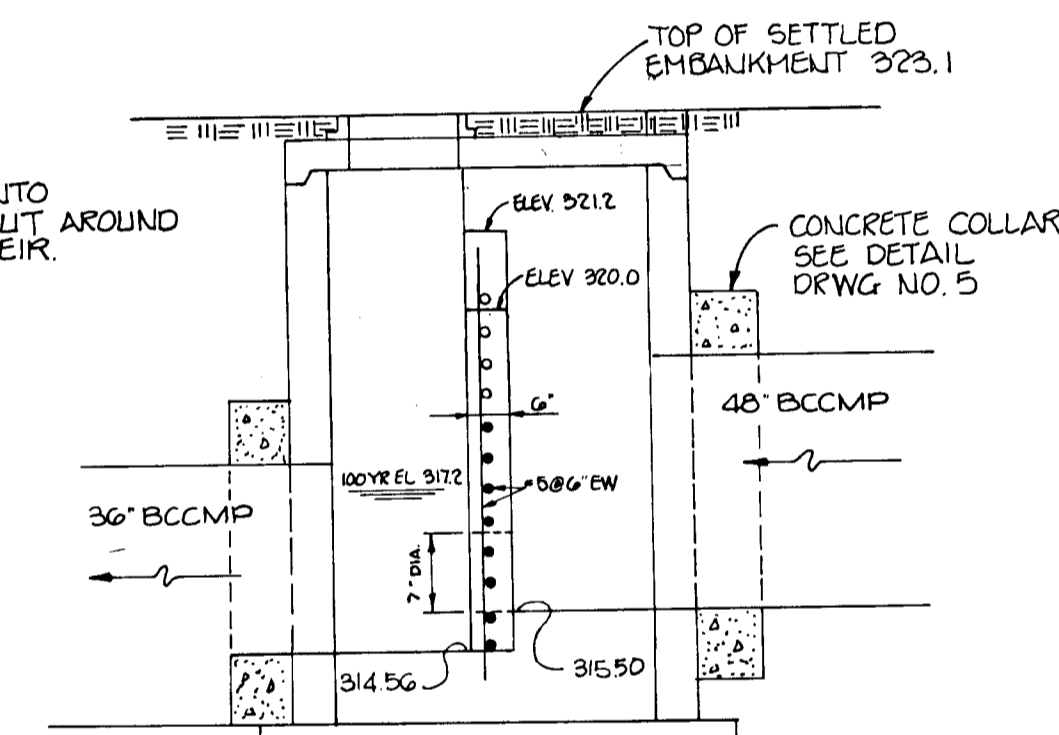 TOP OF SETTLED
EMBANKMENT 323.1
NTO
UT AROUND
EIR.
ELEV. 321.2
CONCRETE COLLAR
SEE DETAIL
DRWG NO. 5
ELEV 320.0
6"
48" BCCMP
100 YR EL 317.2
#5@6" EW
36" BCCMP
7" DIA.
314.56
315.50